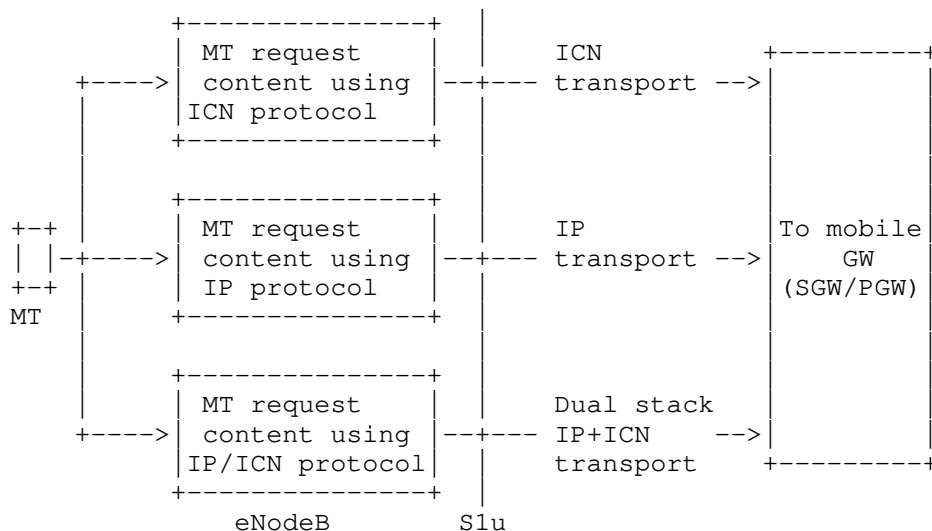 MT request ICN
content using transport
ICN protocol
MT request IP To mobile
content using transport GW
IP protocol (SGW/PGW)
MT
MT request Dual stack
content using IP+ICN
IP/ICN protocol transport
eNodeB S1u